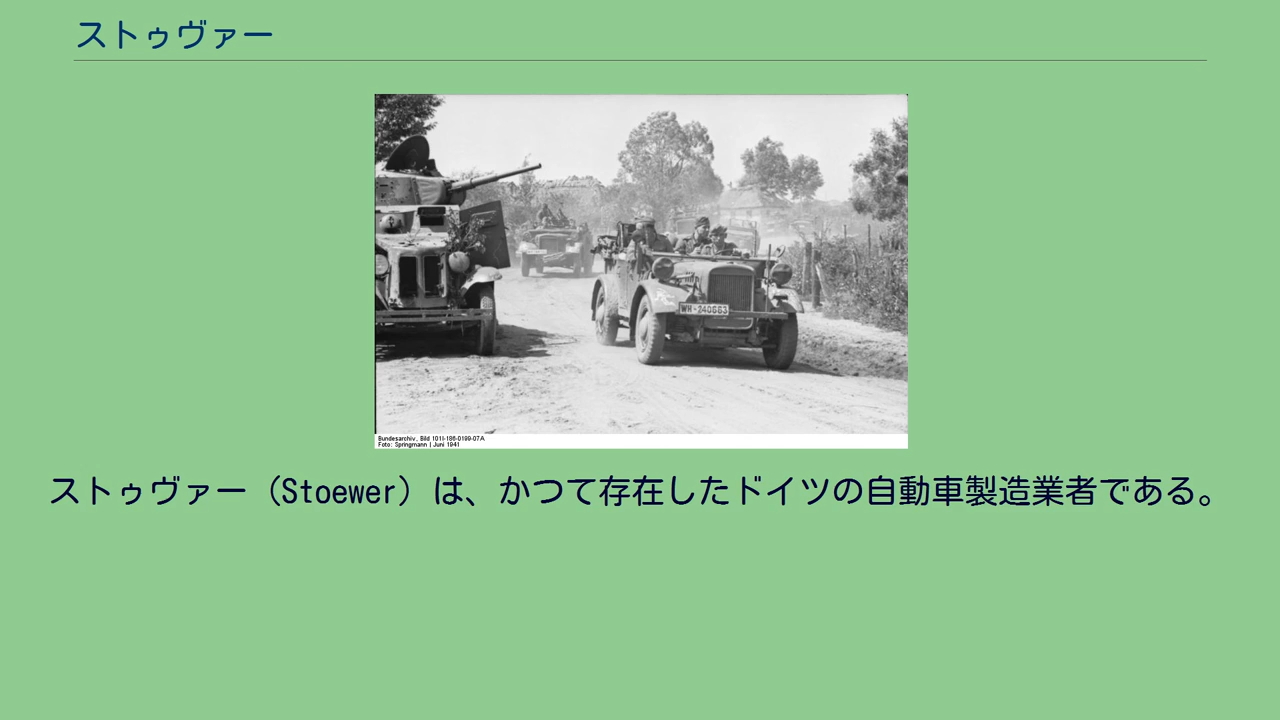 ストゥヴァー
WH-240663
Bundesarchiv, Bild 101I-186-0199-07A
Foto: Springmann | Juni 1941
ストゥヴァー（Stoewer）は、かつて存在したドイツの自動車製造業者である。